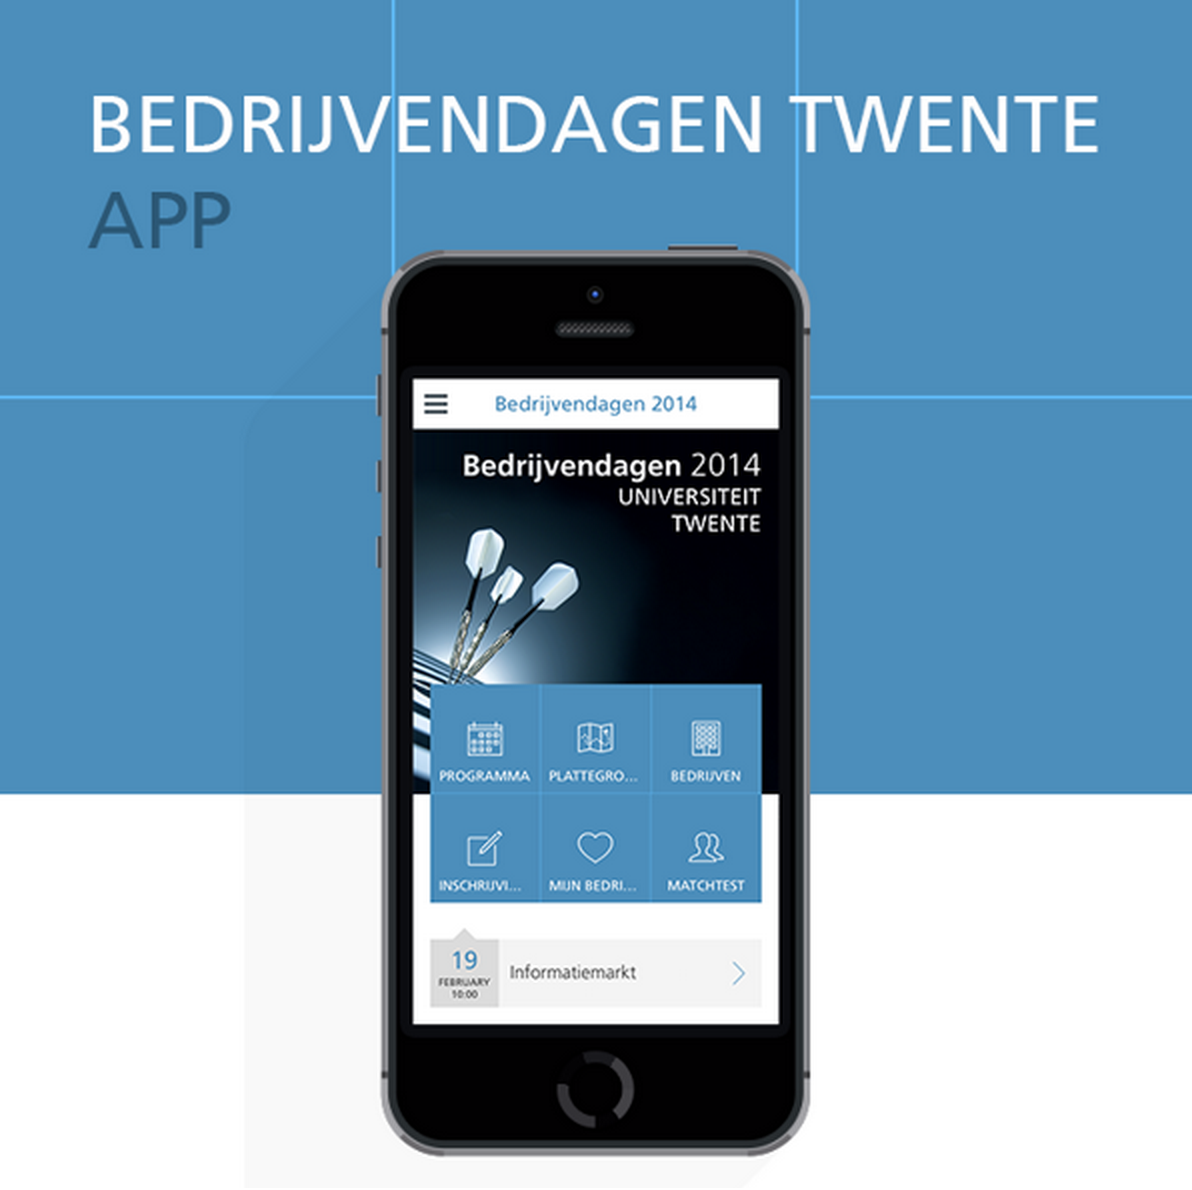 BEDRIJVENDAGEN TWENTE
APP
Bedrijvendagen 2014
Bedrijvendagen 2014
UNIVERSITEIT
TWENTE
PROGRAMMA
PLATTEGRO...
BEDRIJVEN
INSCHRIJVI...
MIJN BEDRI...
MATCHTEST
19
FEBRUARY
10:00
Informatiemarkt